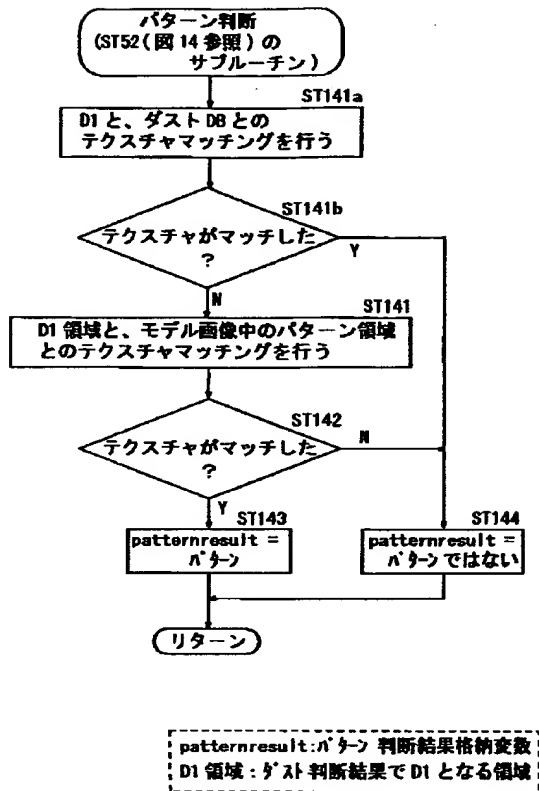 パターン判断
(ST52(図14参照)の
サブルーチン)
ST141a
D1と、ダストDBとの
テクスチャマッチングを行う
ST141b
テクスチャがマッチした
?
Y
N
ST141
D1領域と、モデル画像中のパターン領域
とのテクスチャマッチングを行う
ST142
テクスチャがマッチした
?
N
Y
ST143
patternresult =
ﾊﾟﾀｰﾝ
ST144
patternresult =
ﾊﾟﾀｰﾝではない
リターン
patternresult:ﾊﾟﾀｰﾝ 判断結果格納変数
D1 領域:ﾀﾞｽﾄ判断結果でD1となる領域